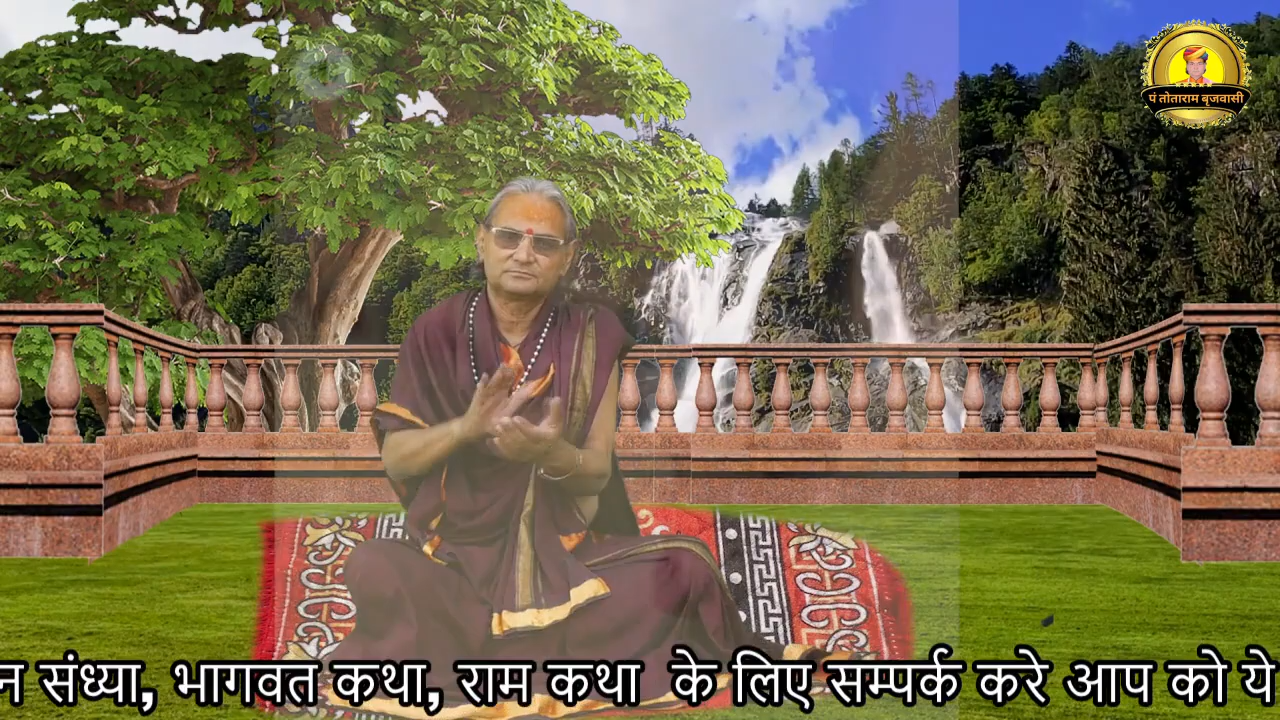 पं तोताराम बृजवासी
न संध्या, भागवत कथा, राम कथा के लिए सम्पर्क करे आप को ये